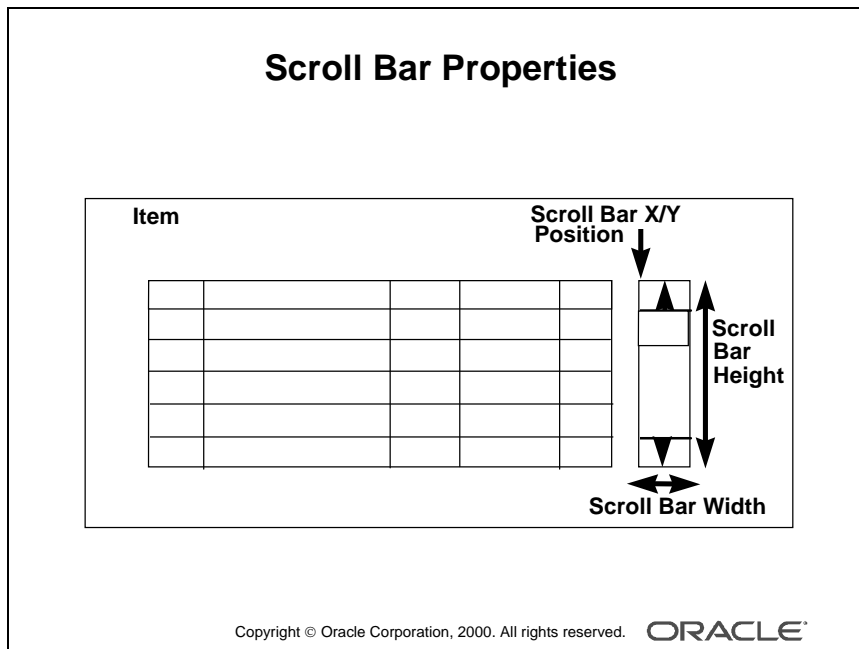 Scroll Bar Properties
Item
Scroll Bar X/Y
Position
Scroll
Bar
Height
Scroll Bar Width
Copyright © Oracle Corporation, 2000. All rights reserved.
ORACLE®